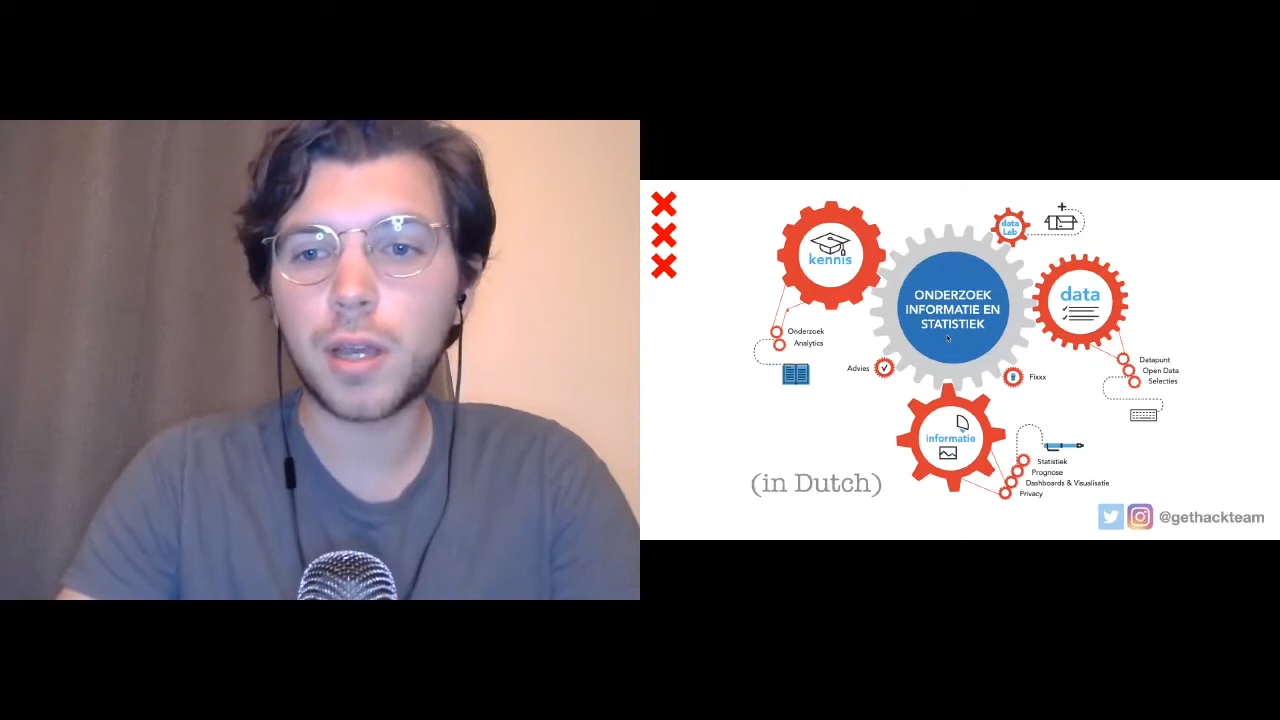 kennis
Onderzoek
Analytics
Advies
ONDERZOEK
INFORMATIE EN
STATISTIEK
data
Lab
data
Datapunt
Open Data
Selecties
Fixxx
informatie
Statistiek
Prognose
Dashboards & Visualisatie
Privacy
(in Dutch)
@gethackteam